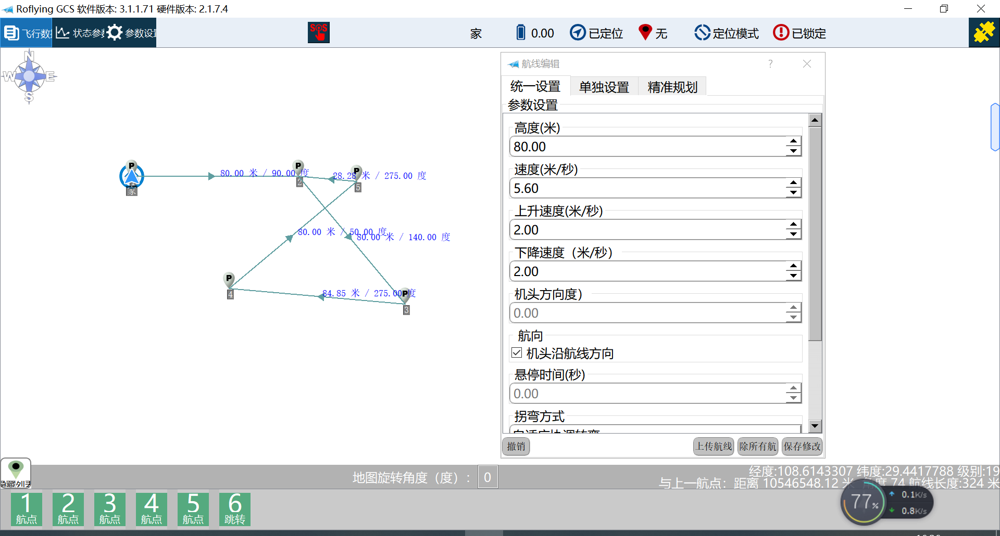 Roflying GCS 软件版本: 3.1.1.71 硬件版本: 2.1.7.4
飞行数
状态参
参数设
SOS
家
0.00
已定位
无
定位模式
已锁定
N
W
E
S
航线编辑
?
统一设置
单独设置
精准规划
参数设置
高度(米)
80.00
速度(米/秒)
5.60
上升速度(米/秒)
2.00
下降速度（米/秒）
2.00
机头方向度）
0.00
航向
机头沿航线方向
悬停时间(秒)
0.00
拐弯方式
自适应协调转弯
撤销
上传航线
除所有航
保存修改
P
家
80.00 米 / 90.00 度
P
2
28.28 米 / 275.00 度
P
5
80.00 米 / 50.00 度
80.00 米 / 140.00 度
P
4
84.85 米 / 275.00 度
P
3
隐藏列
地图旋转角度（度）:
0
经度:108.6143307 纬度:29.4417788 级别:19
与上一航点: 距离 10546548.12 米 角度 74 航线长度:324 米
77%
0.1K/s
0.8K/s
1
航点
2
航点
3
航点
4
航点
5
航点
6
跳转